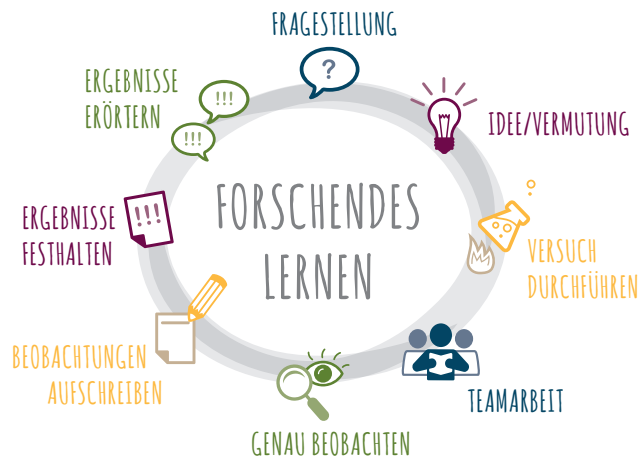 FRAGESTELLUNG
?
IDEE/VERMUTUNG
VERSUCH
DURCHFÜHREN
TEAMARBEIT
GENAU BEOBACHTEN
BEOBACHTUNGEN
AUFSCHREIBEN
ERGEBNISSE
FESTHALTEN
!!!
ERGEBNISSE
ERÖRTERN
!!!
!!!
FORSCHENDES
LERNEN